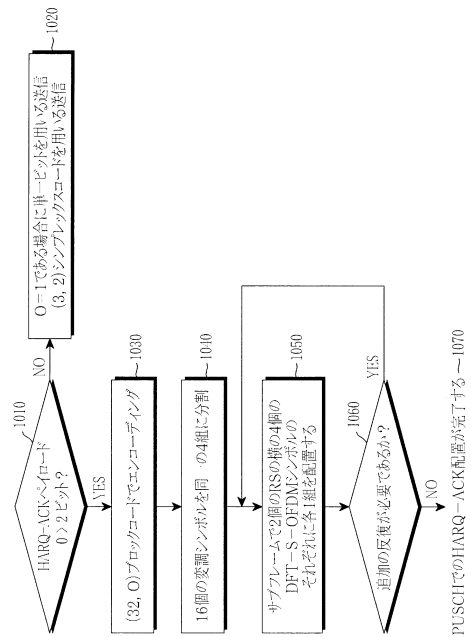 1010
HARQ-ACKペイロード
O>2ビット?
NO
O=1である場合に単一ビットを用いる送信
(3, 2)シンプレックスコードを用いる送信
1020
YES
(32, O)ブロックコードでエンコーディング
1030
16個の変調シンボルを同一の4組に分割
1040
サブフレームで2個のRSの横の4個の
DFT-S-OFDMシンボルの
それぞれに各1組を配置する
1050
1060
追加の反復が必要であるか?
YES
NO
PUSCHでのHARQ-ACK配置が完了する ~1070